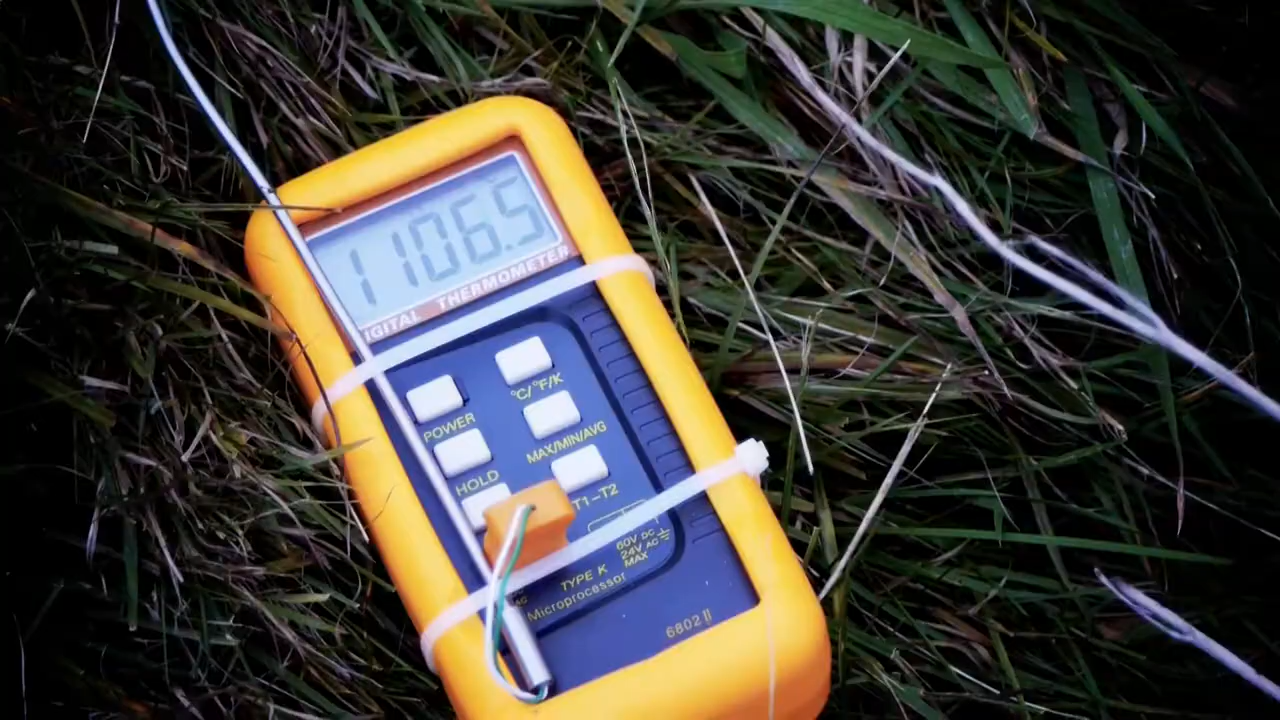 1106.5
DIGITAL THERMOMETER
°C/°F/K
POWER
MAX/MIN/AVG
HOLD
T1-T2
60V DC
24V AC
MAX
TYPE K
Microprocessor
6802 II